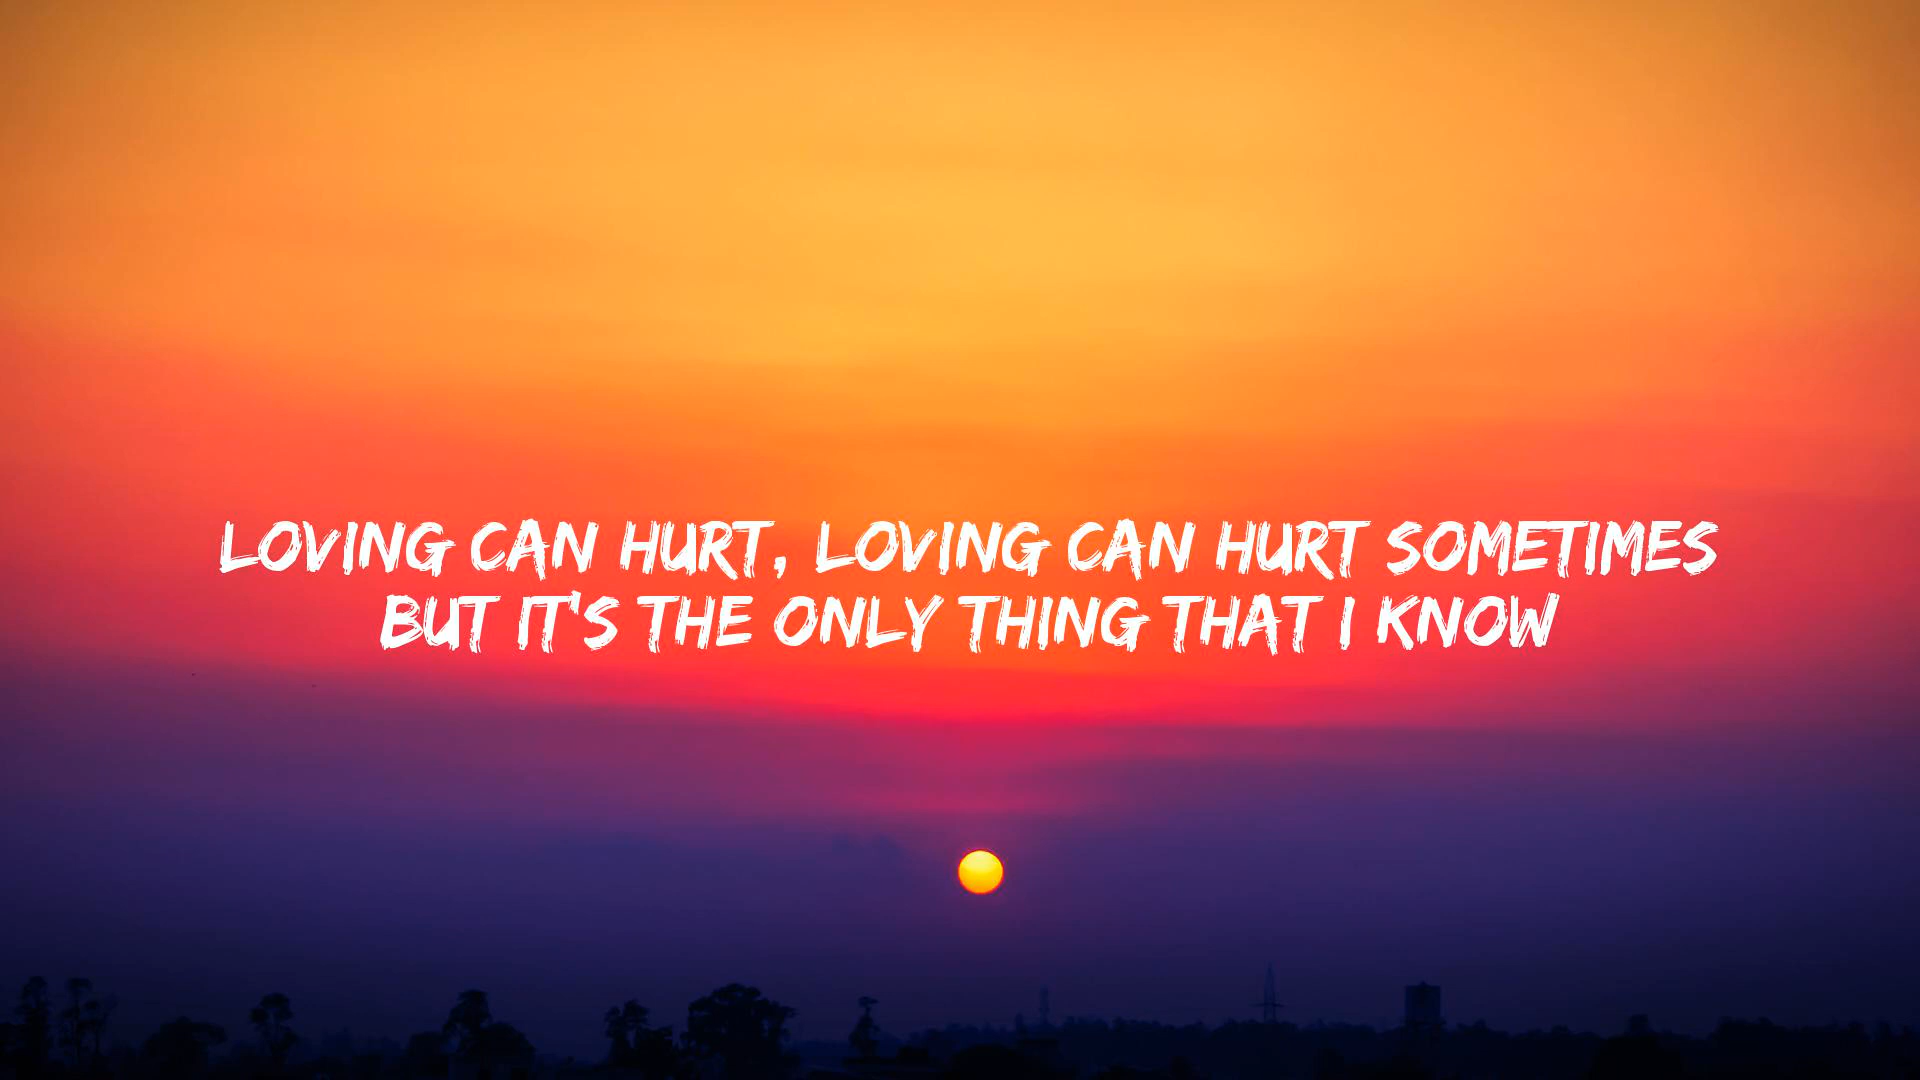 LOVING CAN HURT, LOVING CAN HURT SOMETIMES
BUT IT'S THE ONLY THING THAT I KNOW